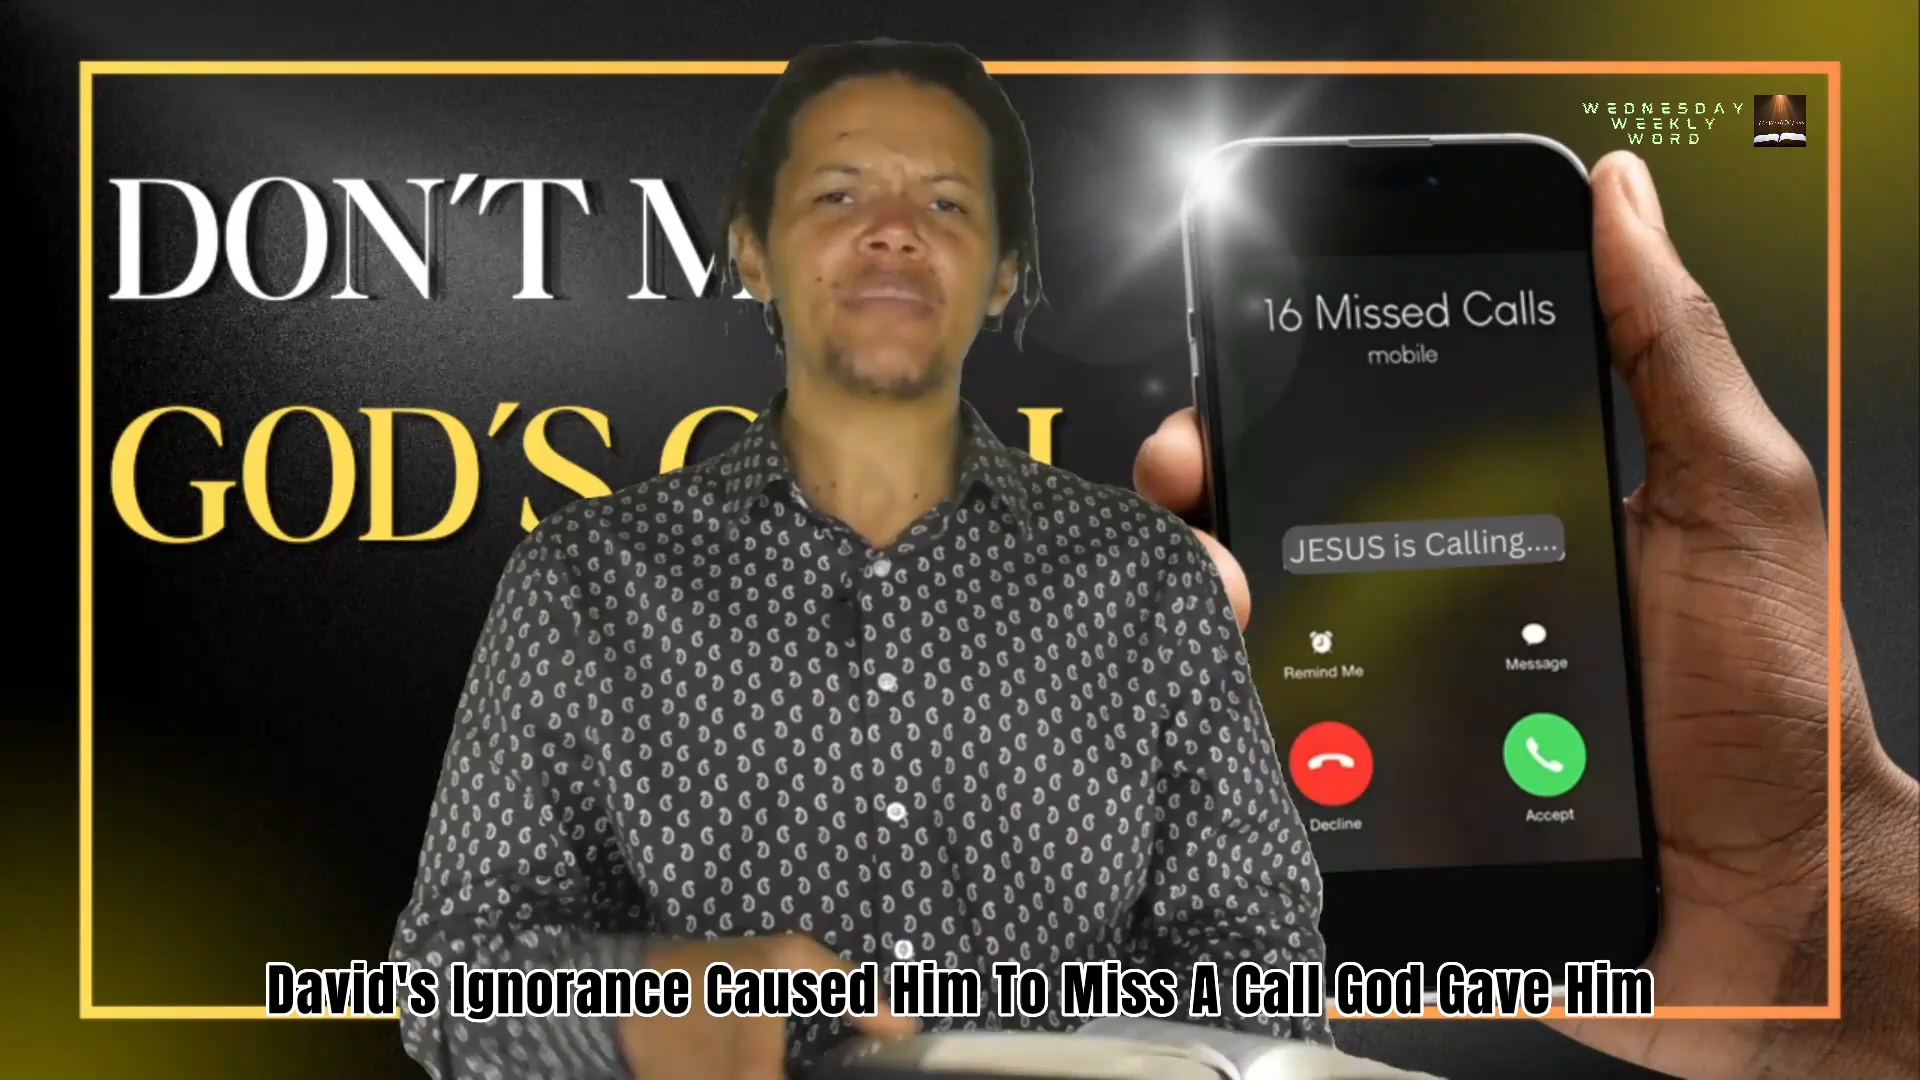 DON'T M
GOD'S C L
WEDNESDAY
WEEKLY
WORD
16 Missed Calls
mobile
JESUS is Calling....
Remind Me
Message
Decline
Accept
David's Ignorance Caused Him To Miss A Call God Gave Him